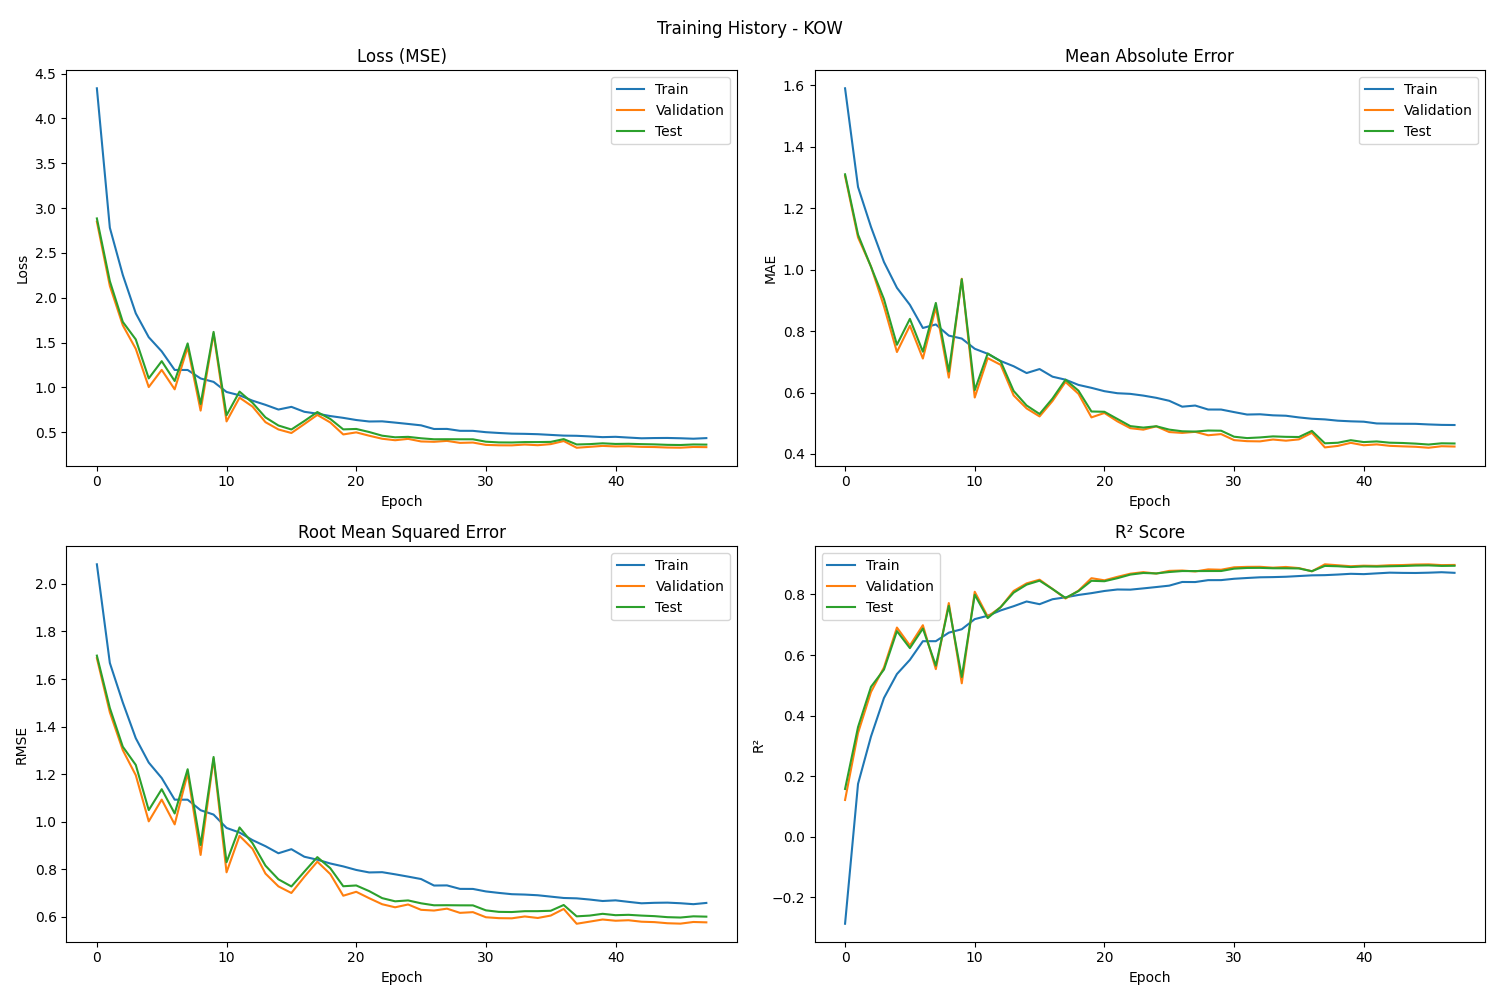 Training History - KOW
Loss (MSE)
4.5
4.0
3.5
3.0
2.5
2.0
1.5
1.0
0.5
Loss
0 10 20 30 40
Epoch
Train
Validation
Test
Mean Absolute Error
1.6
1.4
1.2
1.0
0.8
0.6
0.4
MAE
0 10 20 30 40
Epoch
Train
Validation
Test
Root Mean Squared Error
2.0
1.8
1.6
1.4
1.2
1.0
0.8
0.6
RMSE
0 10 20 30 40
Epoch
Train
Validation
Test
R² Score
0.8
0.6
0.4
0.2
0.0
−0.2
R²
0 10 20 30 40
Epoch
Train
Validation
Test